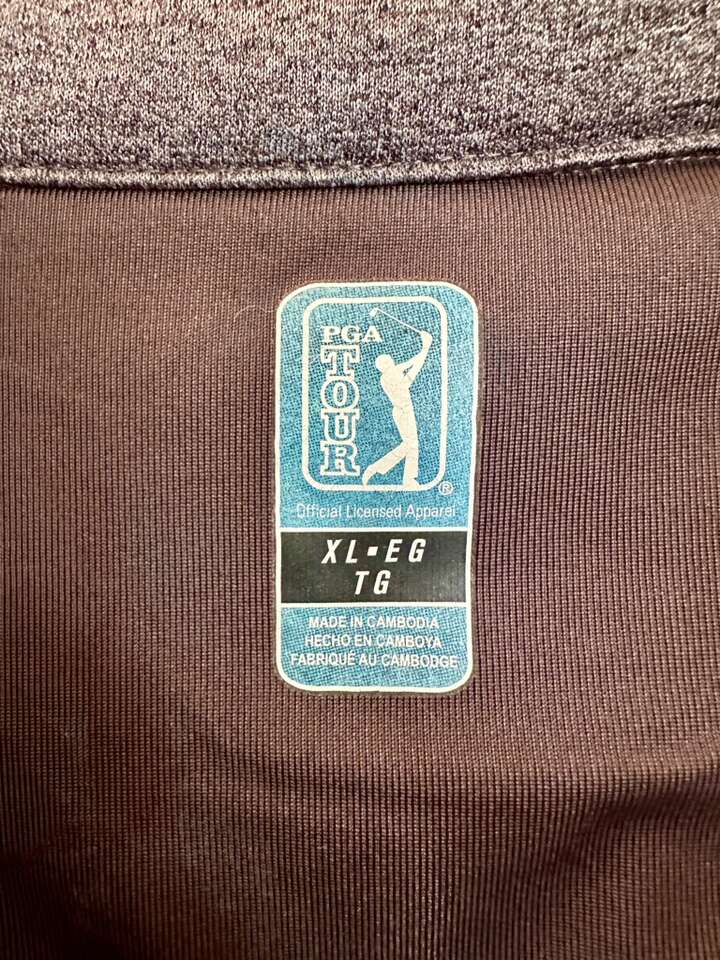 PGA
TOUR
®
Official Licensed Apparel
XL▪EG
TG
MADE IN CAMBODIA
HECHO EN CAMBOYA
FABRIQUÉ AU CAMBODGE